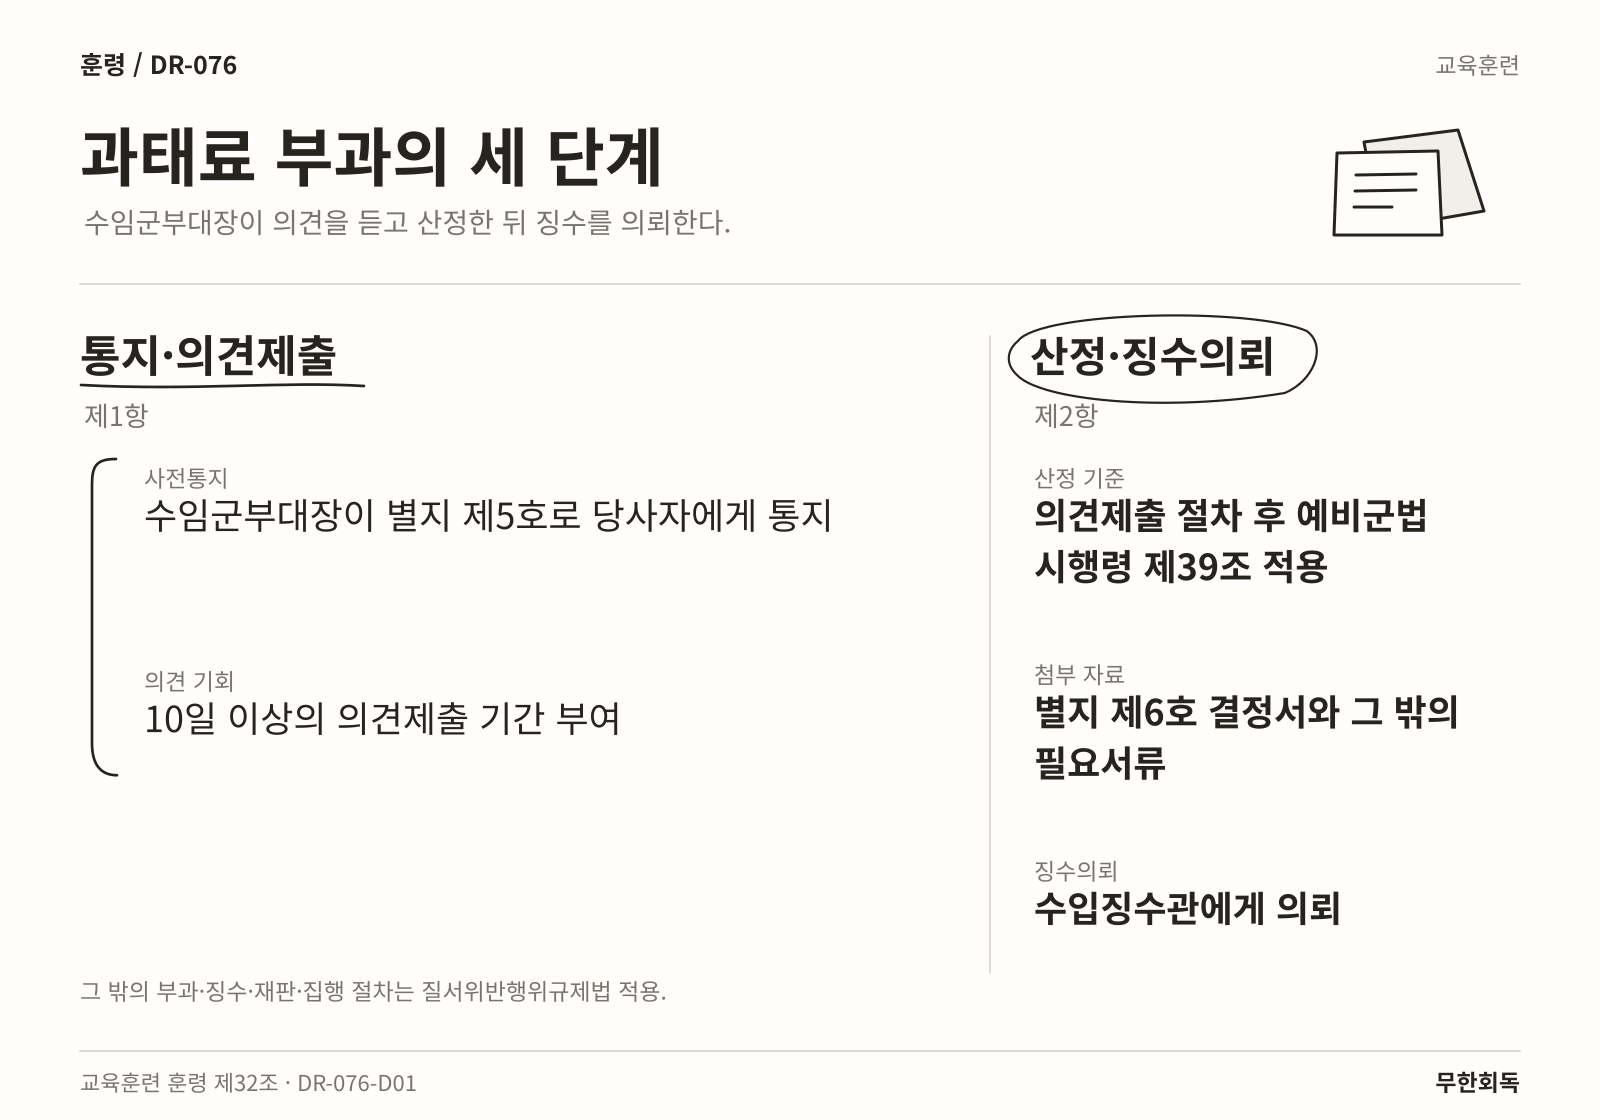 훈령 / DR-076
교육훈련
과태료 부과의 세 단계
수임군부대장이 의견을 듣고 산정한 뒤 징수를 의뢰한다.
통지·의견제출
제1항
사전통지
수임군부대장이 별지 제5호로 당사자에게 통지
의견 기회
10일 이상의 의견제출 기간 부여
산정·징수의뢰
제2항
산정 기준
의견제출 절차 후 예비군법
시행령 제39조 적용
첨부 자료
별지 제6호 결정서와 그 밖의
필요서류
징수의뢰
수입징수관에게 의뢰
그 밖의 부과·징수·재판·집행 절차는 질서위반행위규제법 적용.
교육훈련 훈령 제32조 · DR-076-D01
무한회독